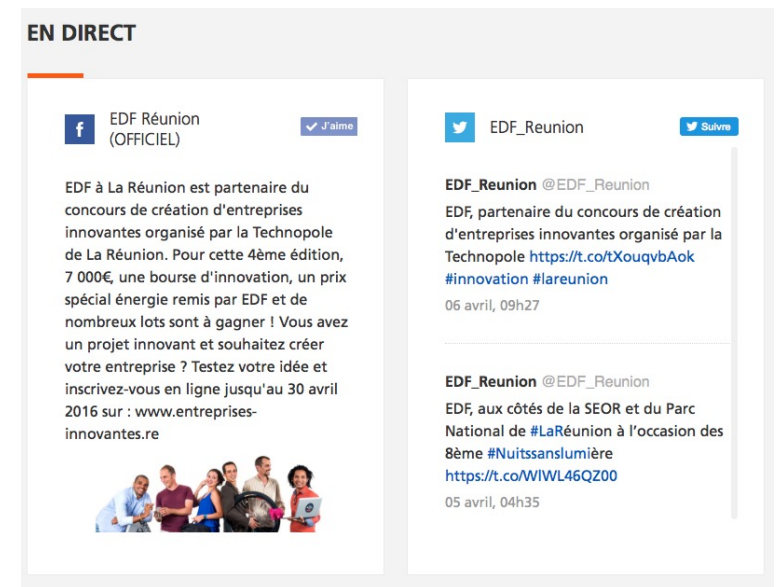 EN DIRECT
EDF Réunion
(OFFICIEL)
J'aime
EDF à La Réunion est partenaire du
concours de création d'entreprises
innovantes organisé par la Technopole
de La Réunion. Pour cette 4ème édition,
7 000€, une bourse d'innovation, un prix
spécial énergie remis par EDF et de
nombreux lots sont à gagner ! Vous avez
un projet innovant et souhaitez créer
votre entreprise ? Testez votre idée et
inscrivez-vous en ligne jusqu'au 30 avril
2016 sur : www.entreprises-
innovantes.re
EDF_Reunion
Suivre
EDF_Reunion @EDF_Reunion
EDF, partenaire du concours de création
d'entreprises innovantes organisé par la
Technopole https://t.co/tXouqvbAok
#innovation #lareunion
06 avril, 09h27
EDF_Reunion @EDF_Reunion
EDF, aux côtés de la SEOR et du Parc
National de #LaRéunion à l'occasion des
8ème #Nuitssanslumière
https://t.co/WlWL46QZ00
05 avril, 04h35